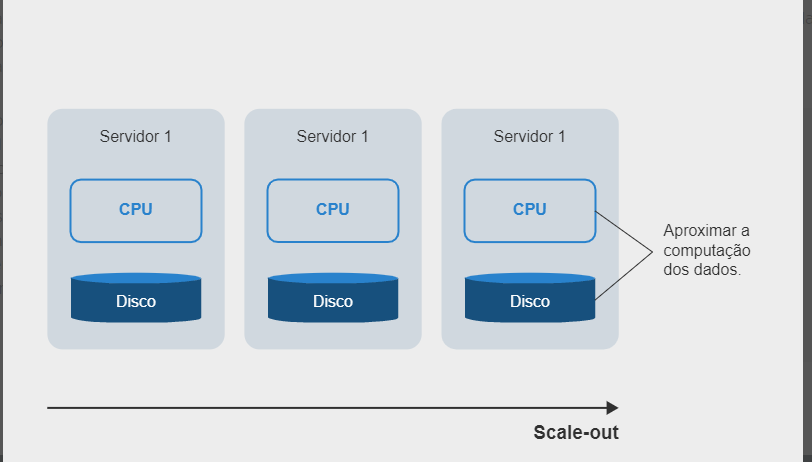 Servidor 1
Servidor 1
Servidor 1
CPU
CPU
CPU
Aproximar a
computação
dos dados.
Disco
Disco
Disco
Scale-out